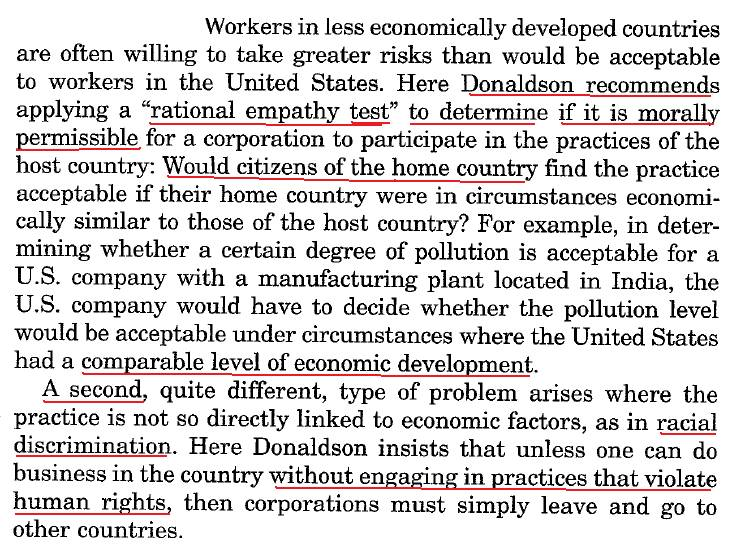 Workers in less economically developed countries
are often willing to take greater risks than would be acceptable
to workers in the United States. Here Donaldson recommends
applying a “rational empathy test” to determine if it is morally
permissible for a corporation to participate in the practices of the
host country: Would citizens of the home country find the practice
acceptable if their home country were in circumstances economi-
cally similar to those of the host country? For example, in deter-
mining whether a certain degree of pollution is acceptable for a
U.S. company with a manufacturing plant located in India, the
U.S. company would have to decide whether the pollution level
would be acceptable under circumstances where the United States
had a comparable level of economic development.
A second, quite different, type of problem arises where the
practice is not so directly linked to economic factors, as in racial
discrimination. Here Donaldson insists that unless one can do
business in the country without engaging in practices that violate
human rights, then corporations must simply leave and go to
other countries.